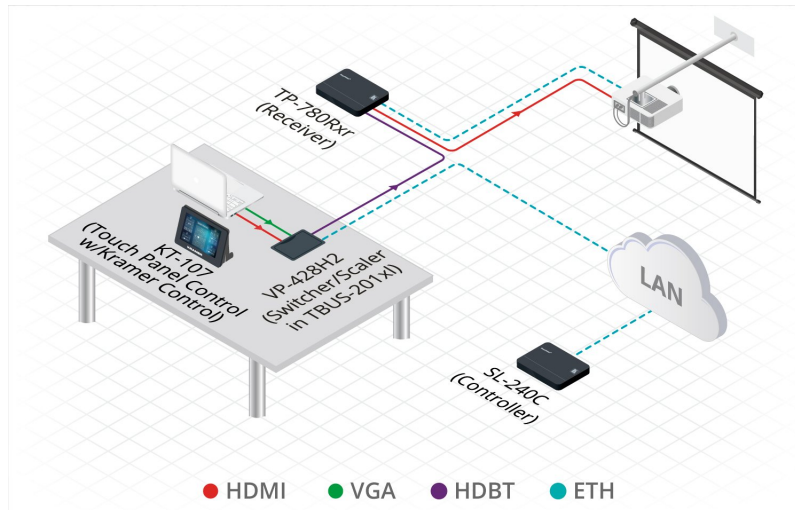 TP-780Rxr
(Receiver)
KT-107
(Touch Panel Control
w/Kramer Control)
VP-428H2
(Switcher/Scaler
in TBUS-201xl)
LAN
SL-240C
(Controller)
HDMI
VGA
HDBT
ETH